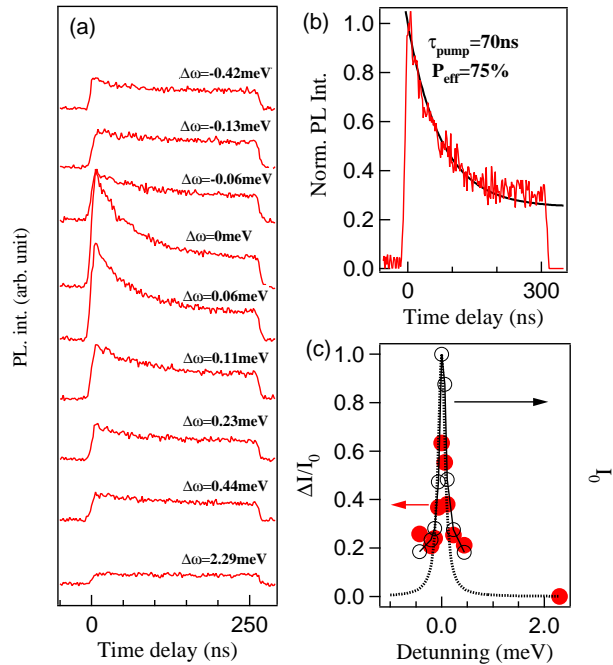 (a)
Δω=-0.42meV
Δω=-0.13meV
Δω=-0.06meV
Δω=0meV
Δω=0.06meV
Δω=0.11meV
Δω=0.23meV
Δω=0.44meV
Δω=2.29meV
PL. int. (arb. unit)
0
250
Time delay (ns)
(b)
τpump=70ns
Peff=75%
Norm. PL Int.
1.0
0.8
0.6
0.4
0.2
0.0
0
300
Time delay (ns)
(c)
ΔI/I0
1.0
0.8
0.6
0.4
0.2
0.0
I0
0.0
2.0
Detunning (meV)